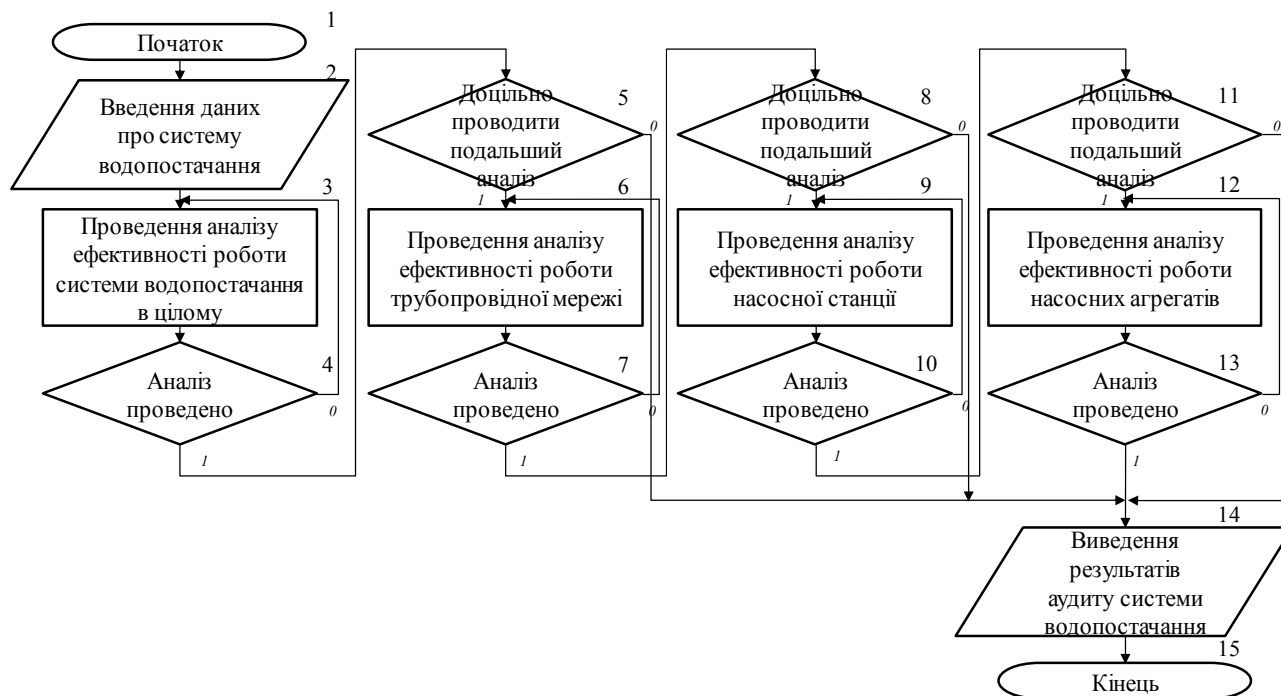 1
Початок
2
Введення даних
про систему
водопостачання
3
Проведення аналізу
ефективності роботи
системи водопостачання
в цілому
4
Аналіз
проведено
0
1
5
Доцільно
проводити
подальший
аналіз
0
1
6
Проведення аналізу
ефективності роботи
трубопровідної мережі
7
Аналіз
проведено
0
1
8
Доцільно
проводити
подальший
аналіз
0
1
9
Проведення аналізу
ефективності роботи
насосної станції
10
Аналіз
проведено
0
1
11
Доцільно
проводити
подальший
аналіз
0
1
12
Проведення аналізу
ефективності роботи
насосних агрегатів
13
Аналіз
проведено
0
1
14
Виведення
результатів
аудиту системи
водопостачання
15
Кінець